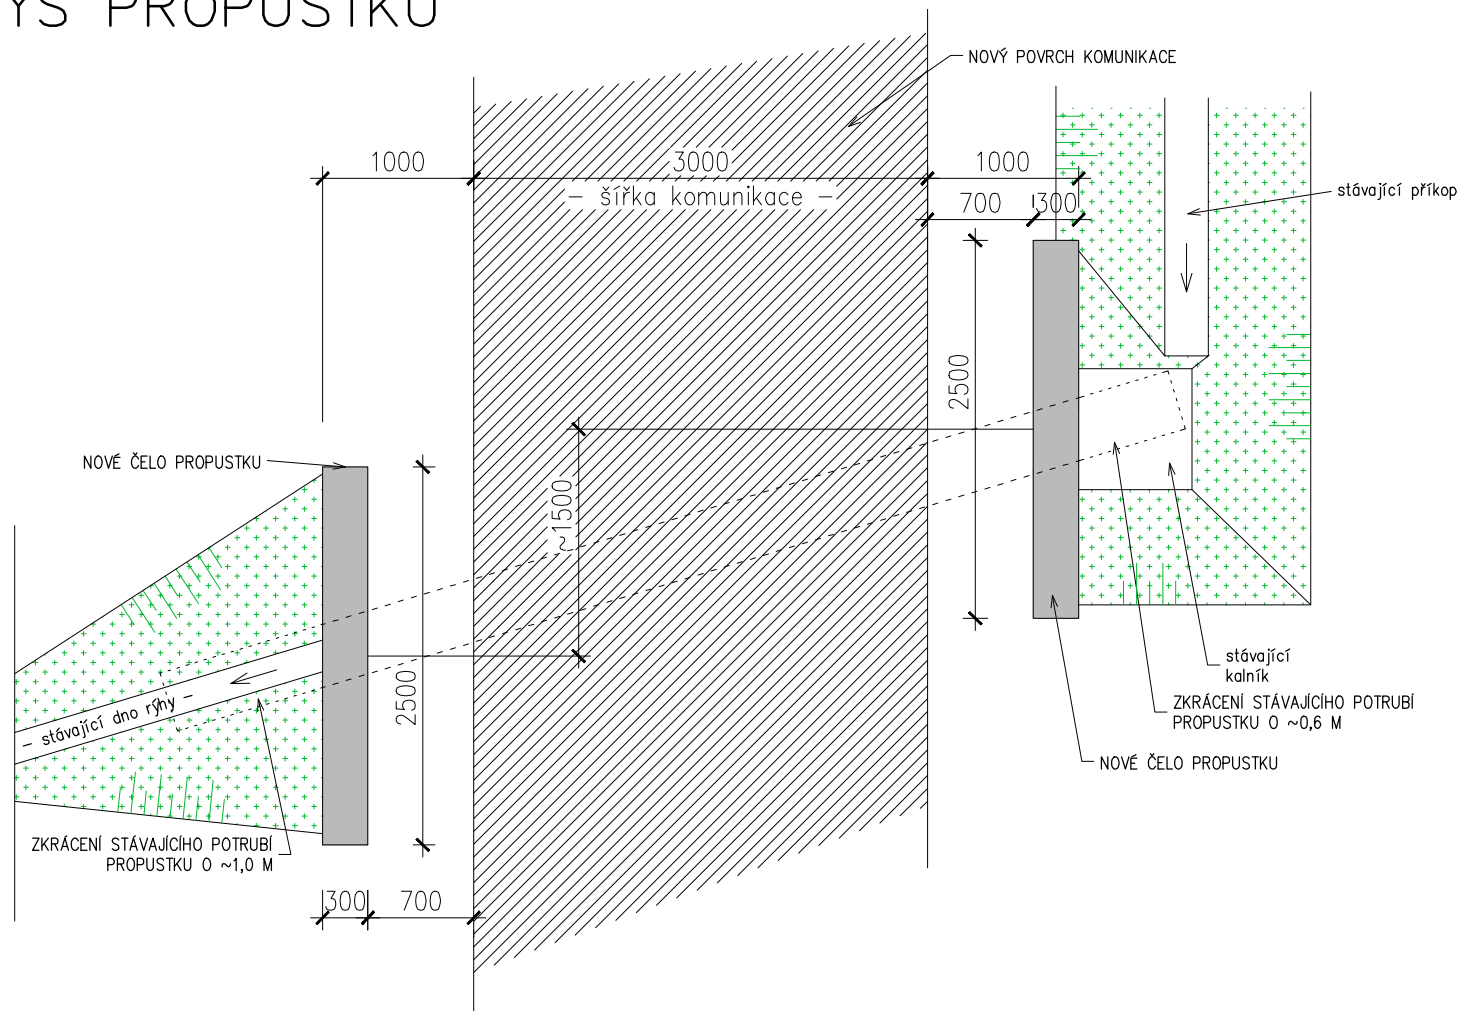 PROPUSTKU
NOVÝ POVRCH KOMUNIKACE
1000
3000
1000
– šířka komunikace –
700
300
stávající příkop
2500
NOVÉ ČELO PROPUSTKU
~1500
2500
– stávající dno rýhy –
stávající
kalník
ZKRÁCENÍ STÁVAJÍCÍHO POTRUBÍ
PROPUSTKU O ~0,6 M
NOVÉ ČELO PROPUSTKU
ZKRÁCENÍ STÁVAJÍCÍHO POTRUBÍ
PROPUSTKU O ~1,0 M
300
700